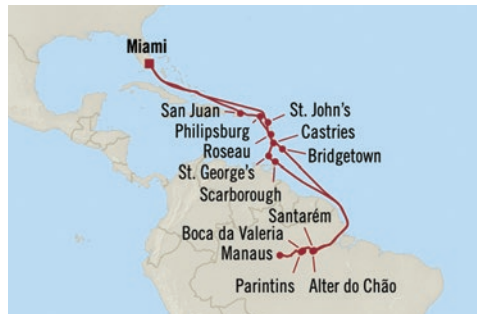 Miami
San Juan
St. John's
Philipsburg
Castries
Roseau
Bridgetown
St. George's
Scarborough
Santarém
Boca da Valeria
Manaus
Parintins
Alter do Chão